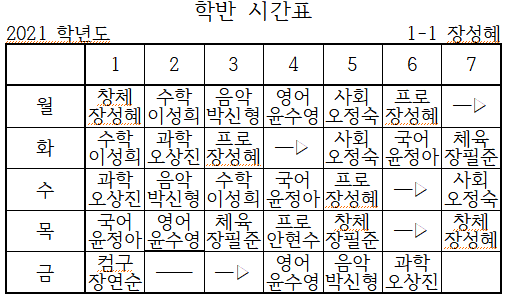 학반 시간표
2021 학년도 1-1 장성혜
1 2 3 4 5 6 7
월 창체 수학 음악 영어 사회 프로 ─▷
장성혜 이성희 박신형 윤수영 오정숙 장성혜
화 수학 과학 프로 ─▷ 사회 국어 체육
이성희 오상진 장성혜 오정숙 윤정아 장필준
수 과학 음악 수학 국어 프로 ─▷ 사회
오상진 박신형 이성희 윤정아 장성혜 오정숙
목 국어 영어 체육 프로 창체 ─▷ 창체
윤정아 윤수영 장필준 안현수 장필준 장성혜
금 컴구 ── ─▷ 영어 음악 과학
장연순 윤수영 박신형 오상진